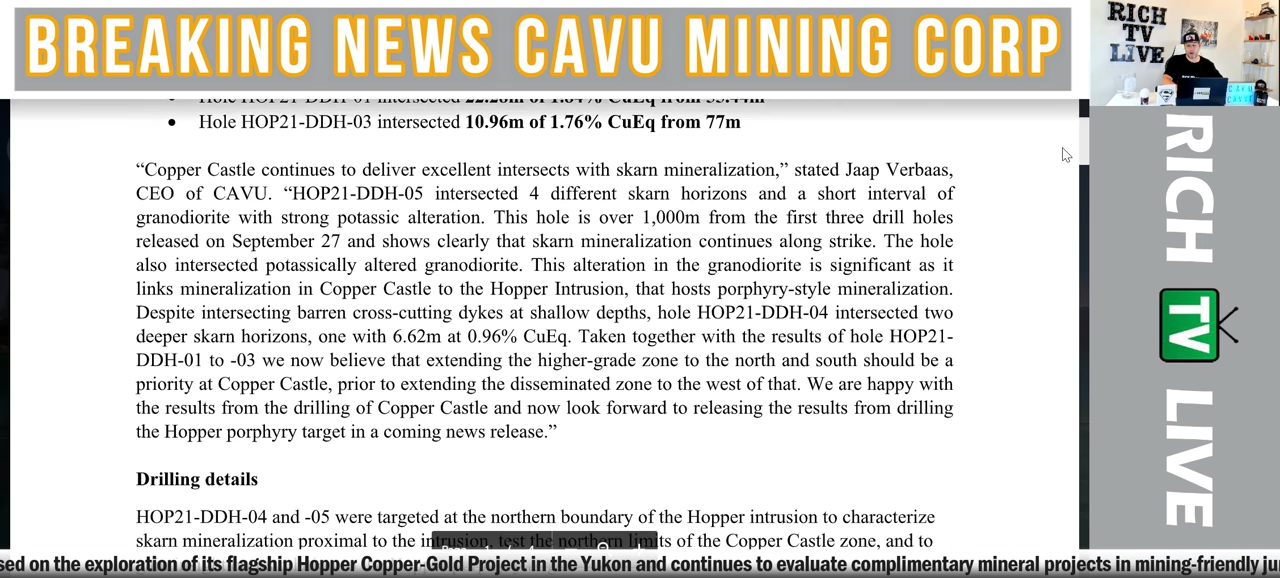 BREAKING NEWS CAVU MINING CORP
RICH
TV
LIVE
Hole HOP21-DDH-01 intersected 22.28m of 1.84% CuEq from 55.44m
• Hole HOP21-DDH-03 intersected 10.96m of 1.76% CuEq from 77m
“Copper Castle continues to deliver excellent intersects with skarn mineralization,” stated Jaap Verbaas,
CEO of CAVU. “HOP21-DDH-05 intersected 4 different skarn horizons and a short interval of
granodiorite with strong potassic alteration. This hole is over 1,000m from the first three drill holes
released on September 27 and shows clearly that skarn mineralization continues along strike. The hole
also intersected potassically altered granodiorite. This alteration in the granodiorite is significant as it
links mineralization in Copper Castle to the Hopper Intrusion, that hosts porphyry-style mineralization.
Despite intersecting barren cross-cutting dykes at shallow depths, hole HOP21-DDH-04 intersected two
deeper skarn horizons, one with 6.62m at 0.96% CuEq. Taken together with the results of hole HOP21-
DDH-01 to -03 we now believe that extending the higher-grade zone to the north and south should be a
priority at Copper Castle, prior to extending the disseminated zone to the west of that. We are happy with
the results from the drilling of Copper Castle and now look forward to releasing the results from drilling
the Hopper porphyry target in a coming news release.”
Drilling details
HOP21-DDH-04 and -05 were targeted at the northern boundary of the Hopper intrusion to characterize
skarn mineralization proximal to the intrusion, test the northern limits of the Copper Castle zone, and to
RICH
TV
LIVE
sed on the exploration of its flagship Hopper Copper-Gold Project in the Yukon and continues to evaluate complimentary mineral projects in mining-friendly ju